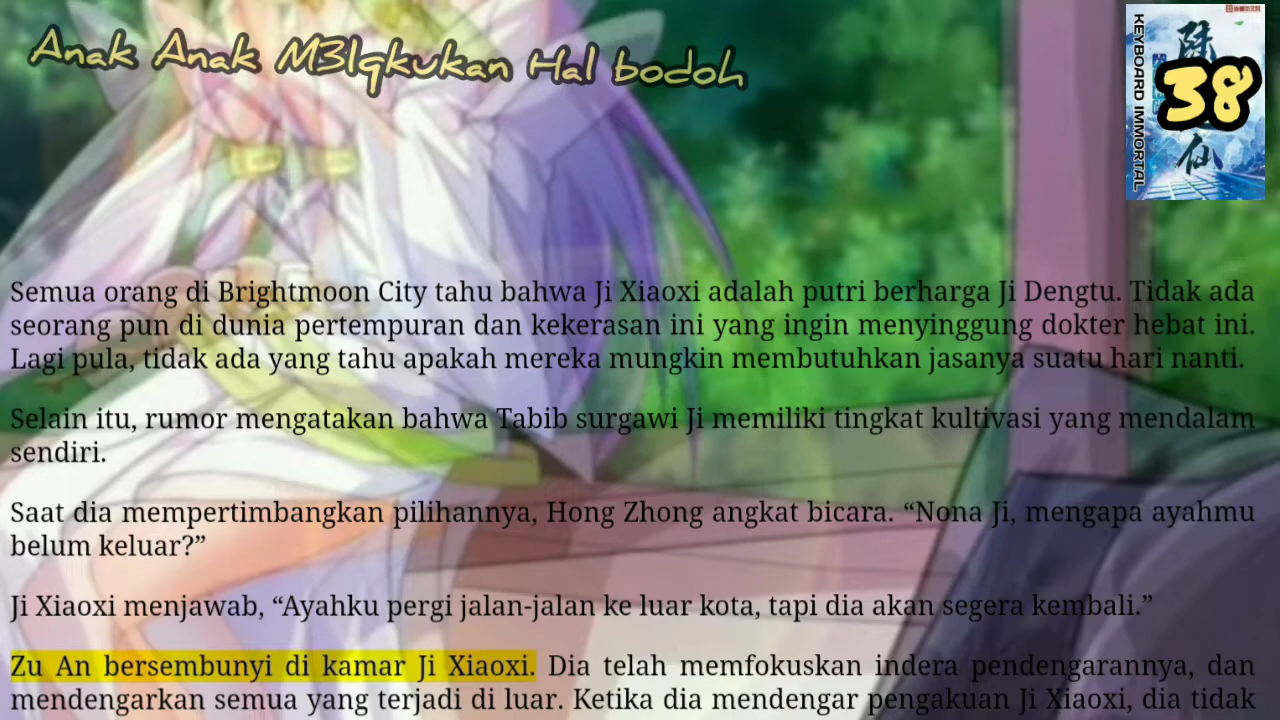 Anak Anak M3lqkukan Hal bodoh
KEYBOARD IMMORTAL
38
仙
Semua orang di Brightmoon City tahu bahwa Ji Xiaoxi adalah putri berharga Ji Dengtu. Tidak ada
seorang pun di dunia pertempuran dan kekerasan ini yang ingin menyinggung dokter hebat ini.
Lagi pula, tidak ada yang tahu apakah mereka mungkin membutuhkan jasanya suatu hari nanti.
Selain itu, rumor mengatakan bahwa Tabib surgawi Ji memiliki tingkat kultivasi yang mendalam
sendiri.
Saat dia mempertimbangkan pilihannya, Hong Zhong angkat bicara. “Nona Ji, mengapa ayahmu
belum keluar?”
Ji Xiaoxi menjawab, “Ayahku pergi jalan-jalan ke luar kota, tapi dia akan segera kembali.”
Zu An bersembunyi di kamar Ji Xiaoxi. Dia telah memfokuskan indera pendengarannya, dan
mendengarkan semua yang terjadi di luar. Ketika dia mendengar pengakuan Ji Xiaoxi, dia tidak